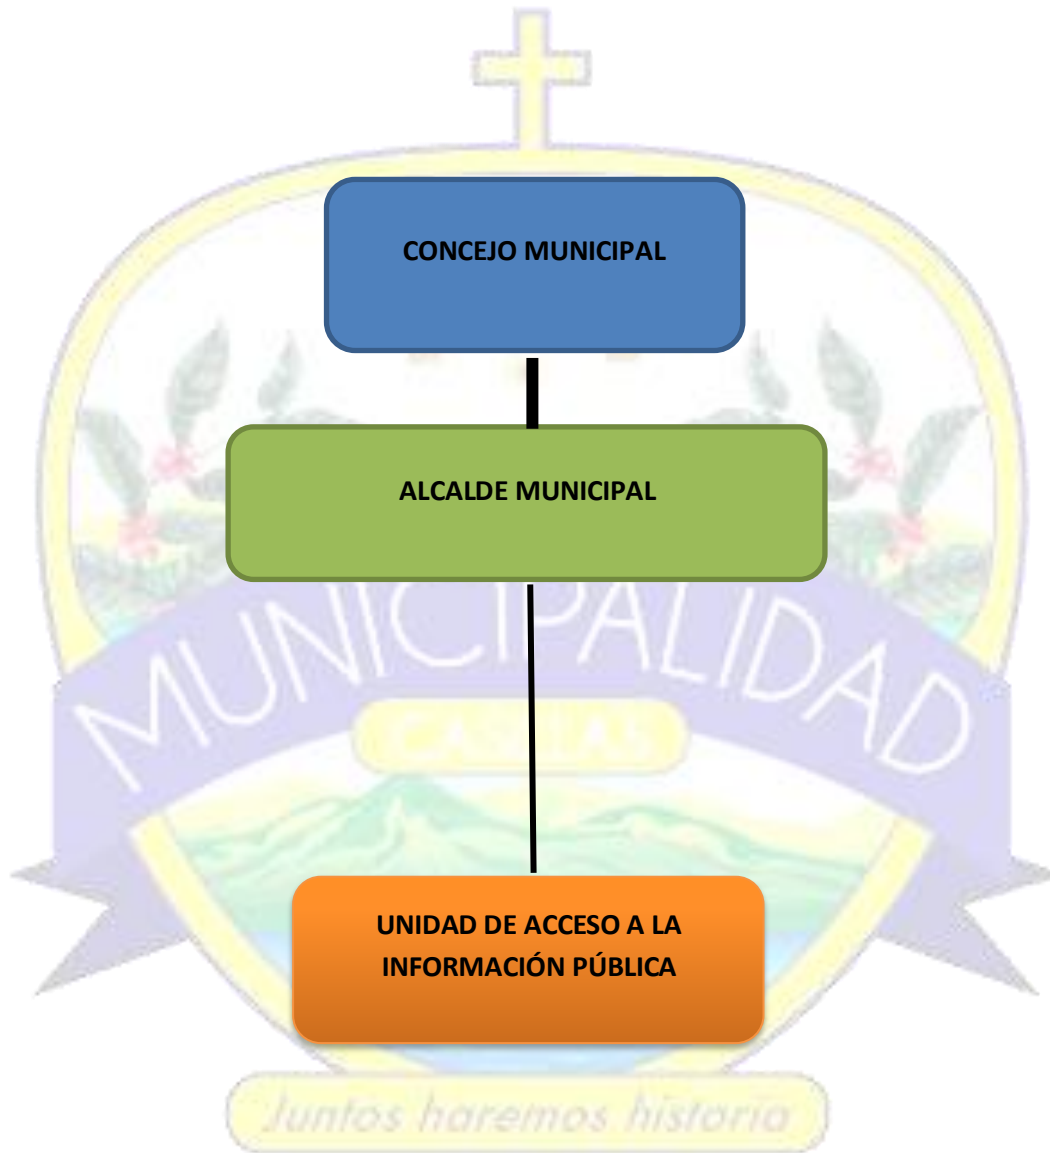 CONCEJO MUNICIPAL
ALCALDE MUNICIPAL
MUNICIPALIDAD
UNIDAD DE ACCESO A LA
INFORMACIÓN PÚBLICA
Juntos haremos historia